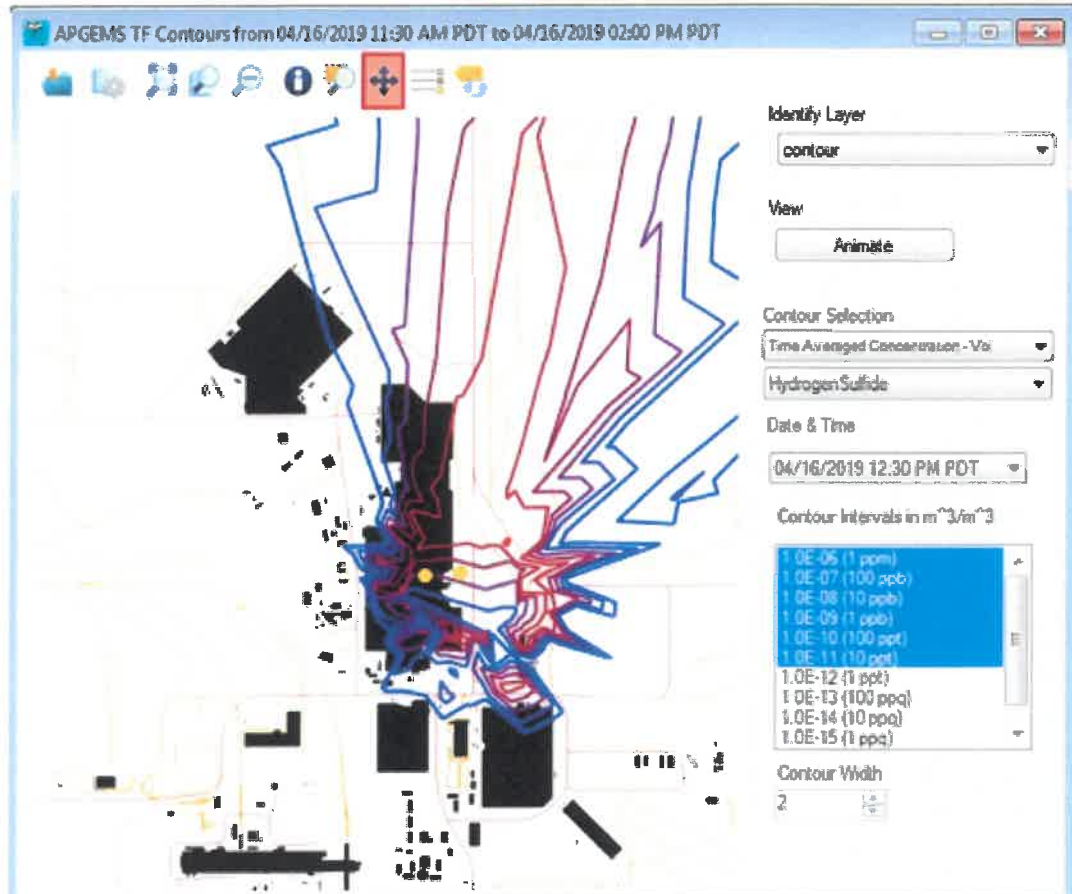 APGEMS TF Contours from 04/16/2019 11:30 AM PDT to 04/16/2019 02:00 PM PDT
Identify Layer
contour
View
Animate
Contour Selection
Time Averaged Concentration - Vol
Hydrogen Sulfide
Date & Time
04/16/2019 12:30 PM PDT
Contour Intervals in m^3/m^3
1.0E-06 (1 ppm)
1.0E-07 (100 ppb)
1.0E-08 (10 ppb)
1.0E-09 (1 ppb)
1.0E-10 (100 ppt)
1.0E-11 (10 ppt)
1.0E-12 (1 ppt)
1.0E-13 (100 ppq)
1.0E-14 (10 ppq)
1.0E-15 (1 ppq)
Contour Width
2